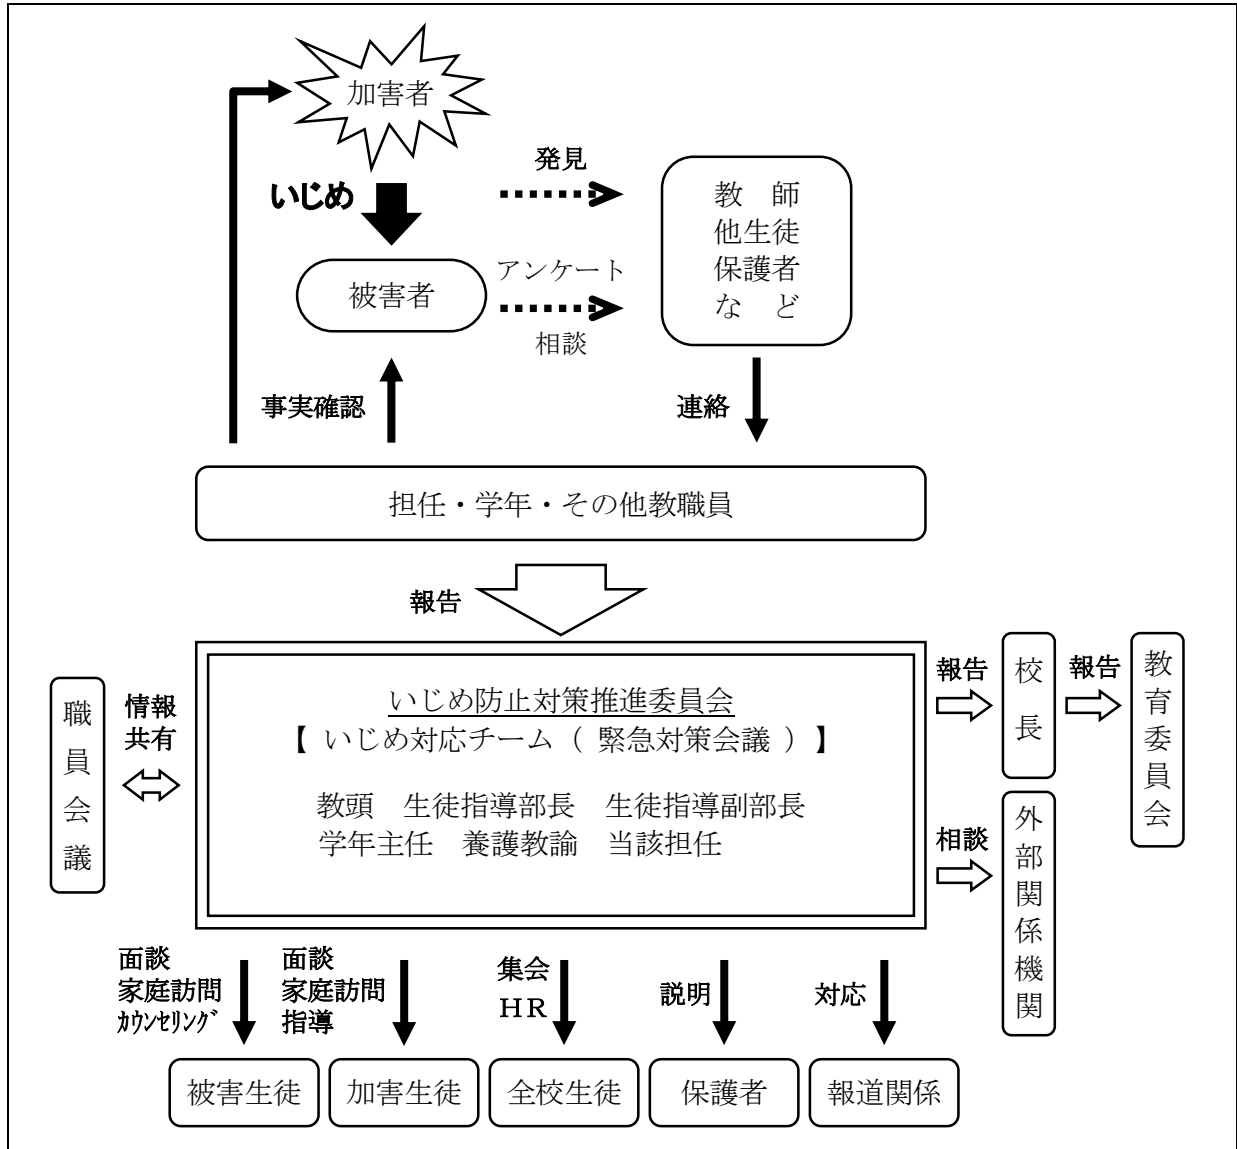 加害者
いじめ
発見
教　師
他生徒
保護者
な　ど
被害者
アンケート
相談
事実確認
連絡
担任・学年・その他教職員
報告
いじめ防止対策推進委員会
【 いじめ対応チーム（ 緊急対策会議 ）】
教頭　生徒指導部長　生徒指導副部長
学年主任　養護教諭　当該担任
職員会議
情報
共有
報告
校長
報告
教育委員会
相談
外部関係機関
面談
家庭訪問
ｶｳﾝｾﾘﾝｸﾞ
面談
家庭訪問
指導
集会
ＨＲ
説明
対応
被害生徒
加害生徒
全校生徒
保護者
報道関係